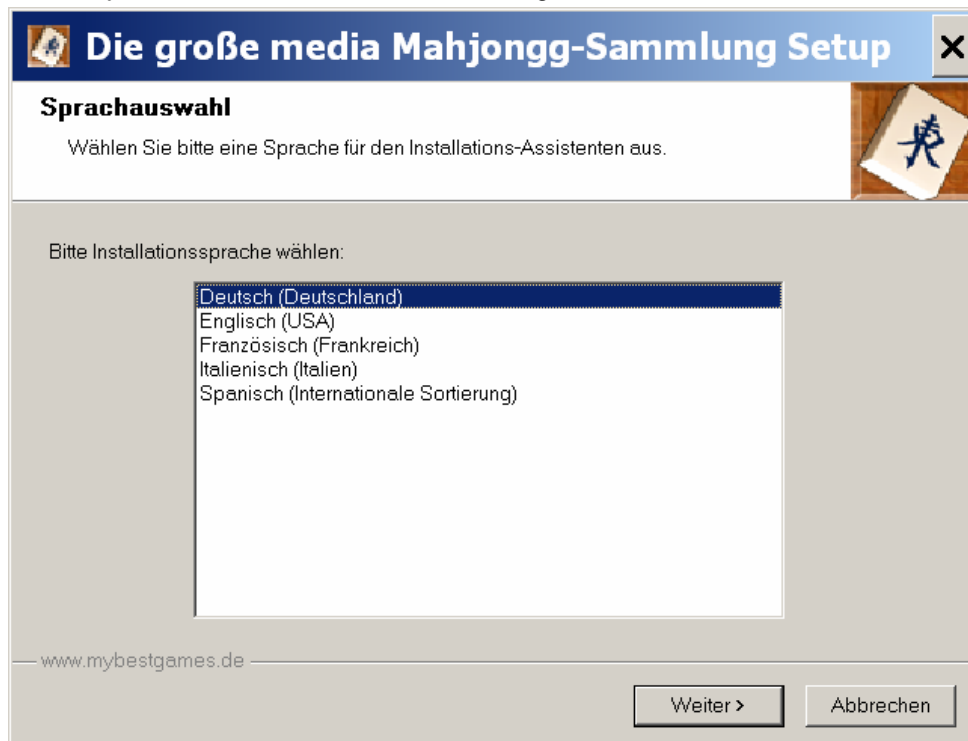 Die große media Mahjongg-Sammlung Setup
Sprachauswahl
Wählen Sie bitte eine Sprache für den Installations-Assistenten aus.
Bitte Installationssprache wählen:
Deutsch (Deutschland)
Englisch (USA)
Französisch (Frankreich)
Italienisch (Italien)
Spanisch (Internationale Sortierung)
www.mybestgames.de
Weiter >
Abbrechen